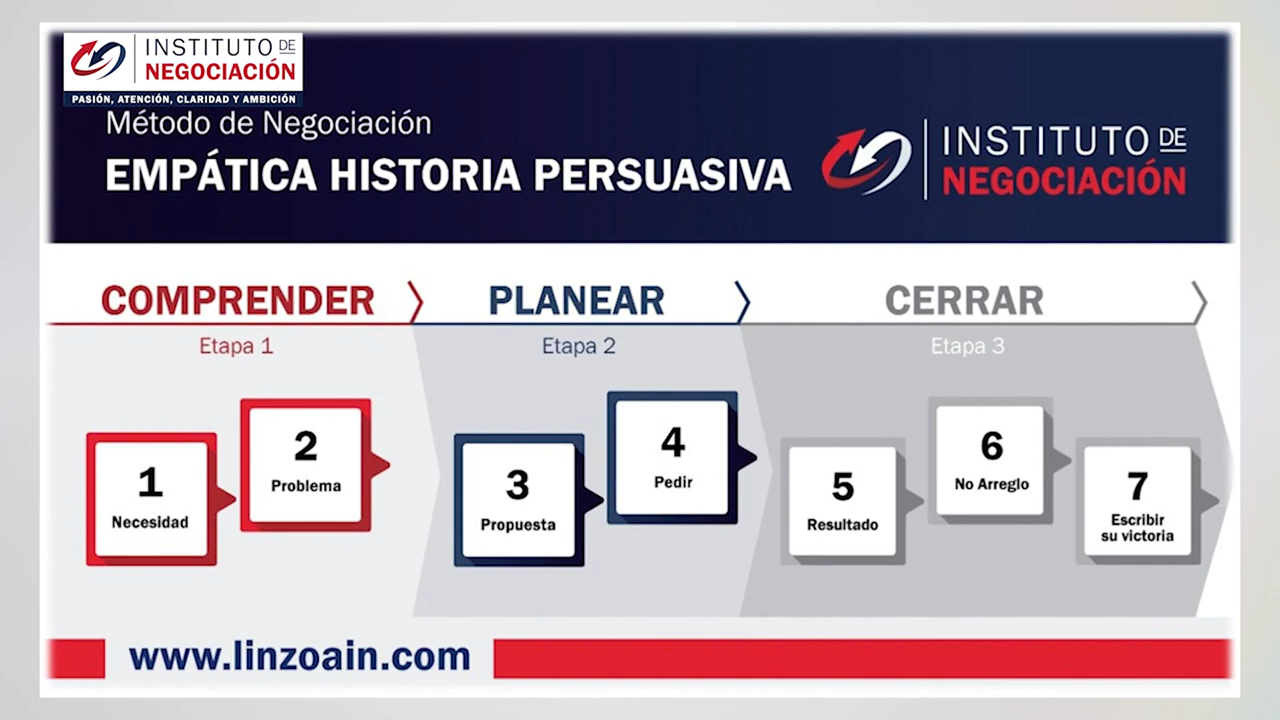 INSTITUTO DE
NEGOCIACIÓN
PASIÓN, ATENCIÓN, CLARIDAD Y AMBICIÓN
Método de Negociación
EMPÁTICA HISTORIA PERSUASIVA
INSTITUTO DE
NEGOCIACIÓN
COMPRENDER
Etapa 1
PLANEAR
Etapa 2
CERRAR
Etapa 3
1
Necesidad
2
Problema
3
Propuesta
4
Pedir
5
Resultado
6
No Arreglo
7
Escribir
su victoria
www.linzoain.com